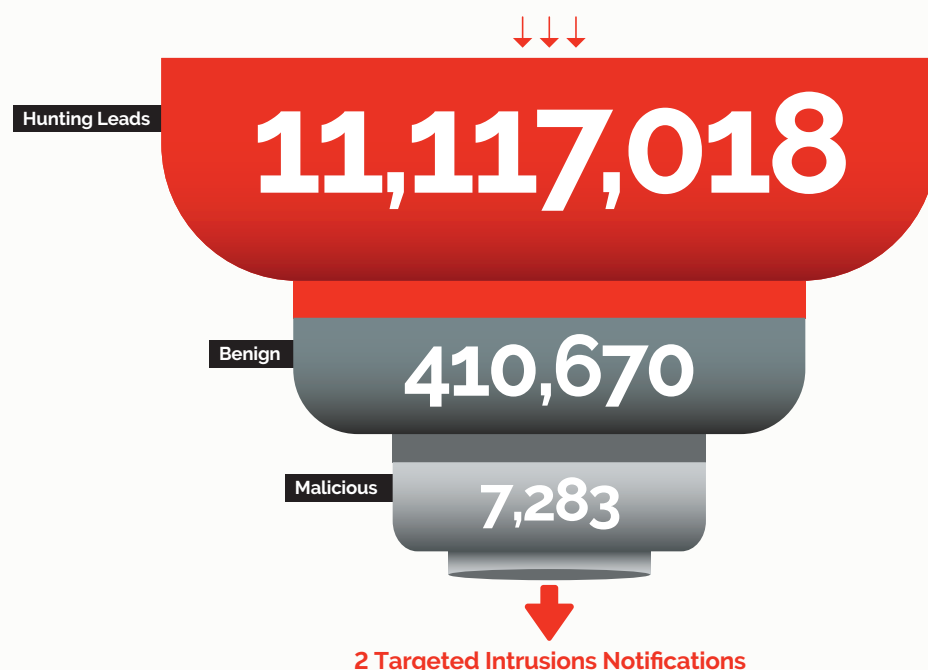 Hunting Leads
11,117,018
Benign
410,670
Malicious
7,283
2 Targeted Intrusions Notifications